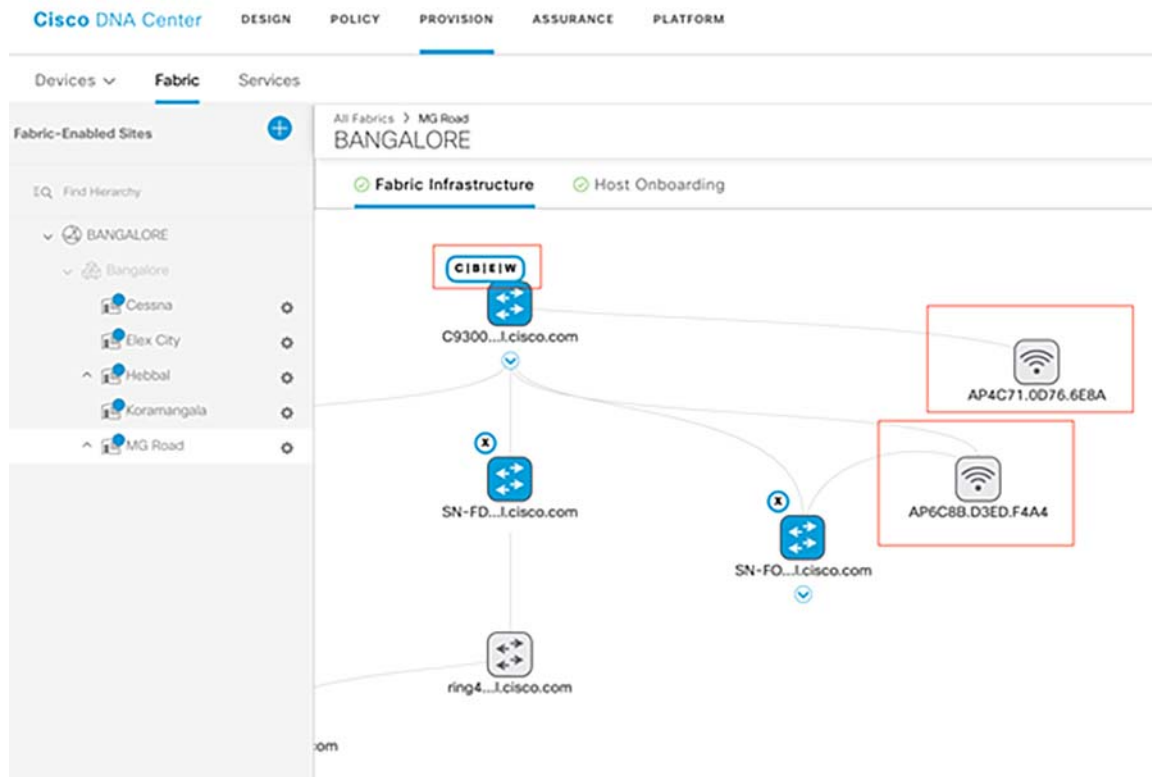 Cisco DNA Center DESIGN POLICY PROVISION ASSURANCE PLATFORM
Devices Fabric Services
Fabric-Enabled Sites
Find Hierarchy
BANGALORE
Bangalore
Cessna
Elex City
Hebbal
Koramangala
MG Road
All Fabrics > MG Road
BANGALORE
Fabric Infrastructure Host Onboarding
C|B|E|W
C9300...l.cisco.com
AP4C71.0D76.6E8A
X
SN-FD...l.cisco.com
AP6C8B.D3ED.F4A4
X
SN-FO...l.cisco.com
ring4...l.cisco.com
com